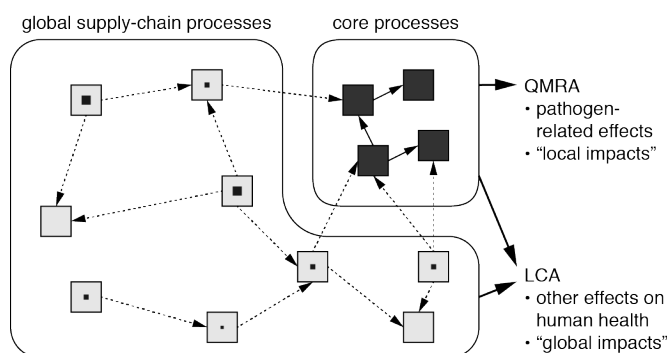 global supply-chain processes
core processes
QMRA
• pathogen-
related effects
• “local impacts”
LCA
• other effects on
human health
• “global impacts”